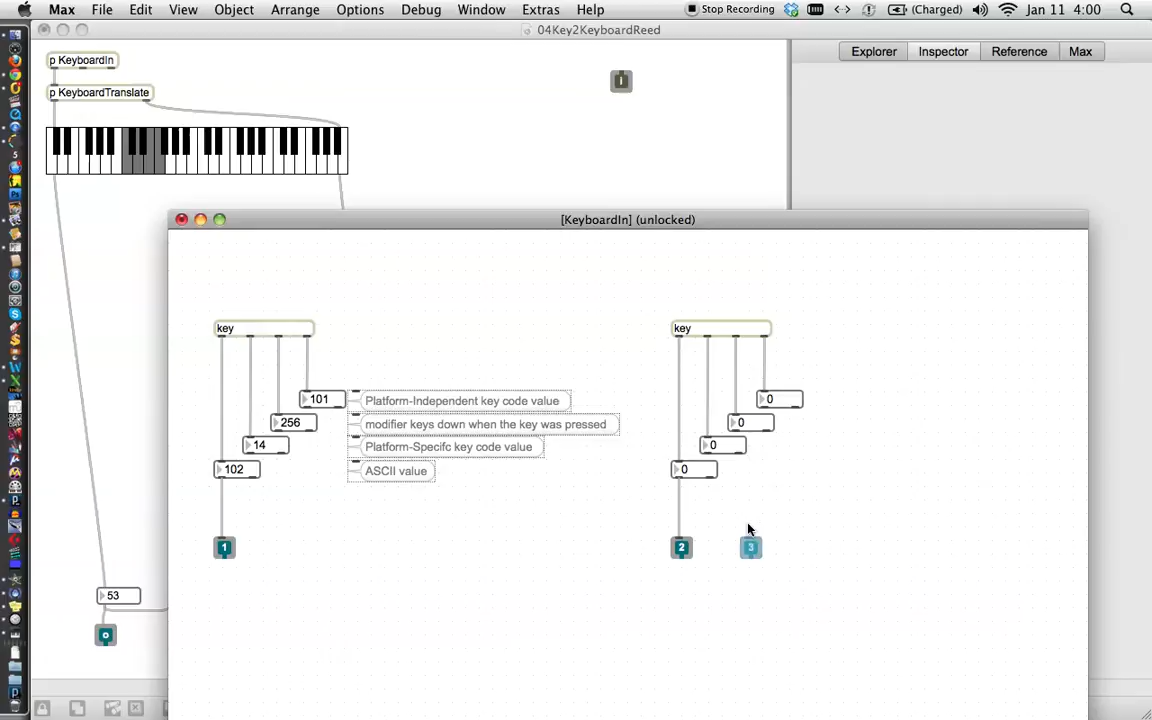 Max File Edit View Object Arrange Options Debug Window Extras Help Stop Recording (Charged) Jan 11 4:00
04Key2KeyboardReed
Explorer Inspector Reference Max
p KeyboardIn
p KeyboardTranslate
i
[KeyboardIn] (unlocked)
key
key
101
Platform-Independent key code value
0
256
modifier keys down when the key was pressed
0
14
Platform-Specifc key code value
0
102
ASCII value
0
1
2
3
53
o